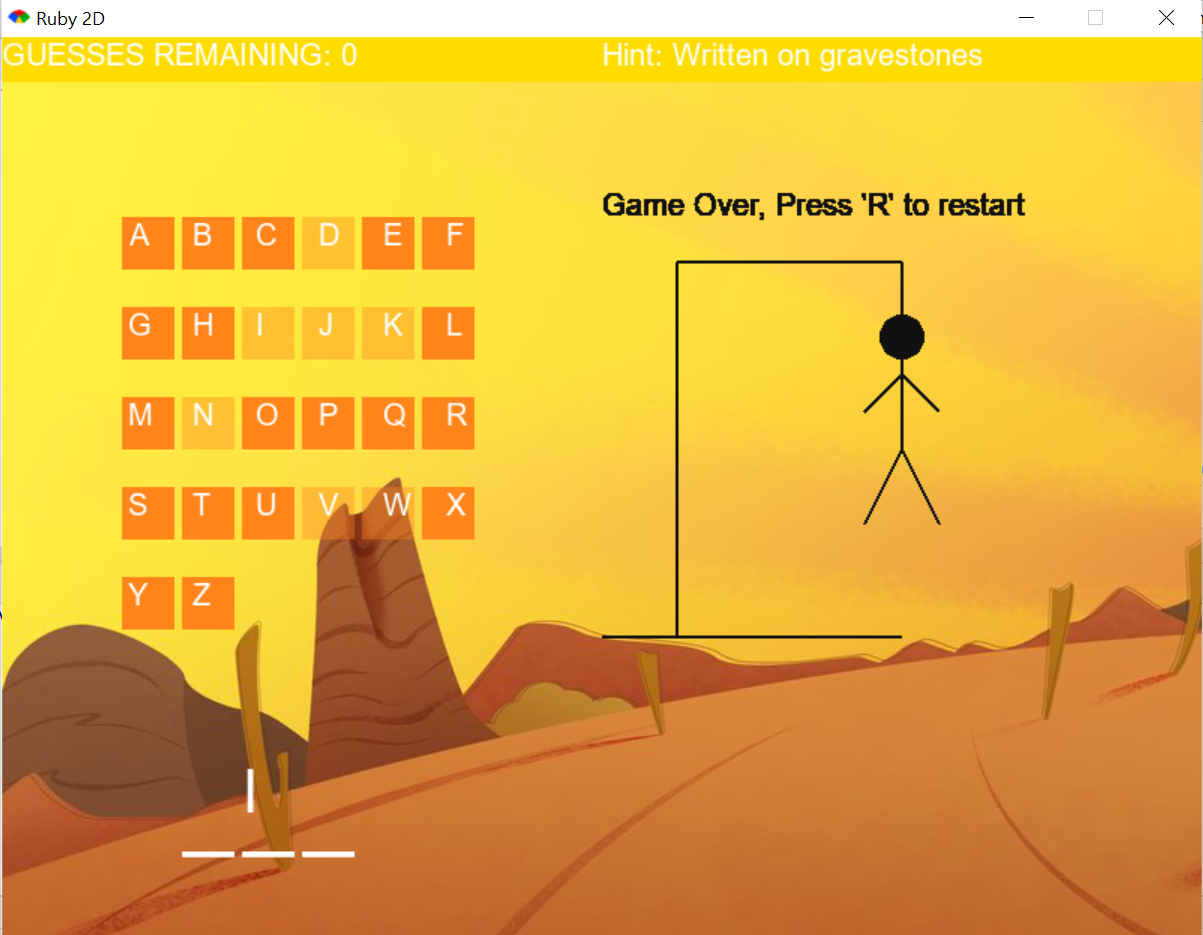 Ruby 2D
GUESSES REMAINING: 0 Hint: Written on gravestones
Game Over, Press 'R' to restart
A B C D E F
G H I J K L
M N O P Q R
S T U V W X
Y Z
I